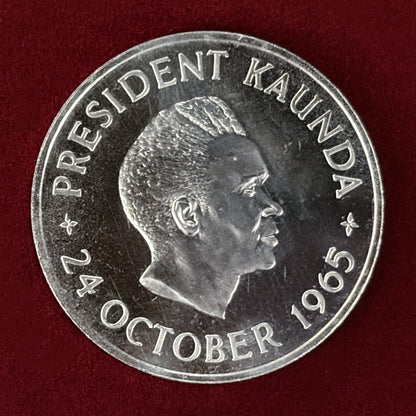 PRESIDENT KAUNDA
24 OCTOBER 1965